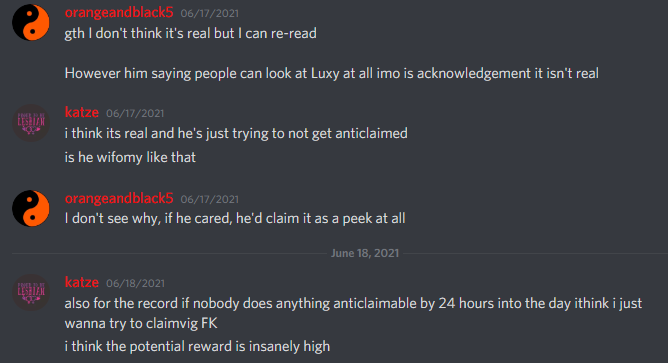 orangeandblack5 06/17/2021
gth I don't think it's real but I can re-read
However him saying people can look at Luxy at all imo is acknowledgement it isn't real
katze 06/17/2021
i think its real and he's just trying to not get anticlaimed
is he wifomy like that
orangeandblack5 06/17/2021
I don't see why, if he cared, he'd claim it as a peek at all
June 18, 2021
katze 06/18/2021
also for the record if nobody does anything anticlaimable by 24 hours into the day ithink i just
wanna try to claimvig FK
i think the potential reward is insanely high